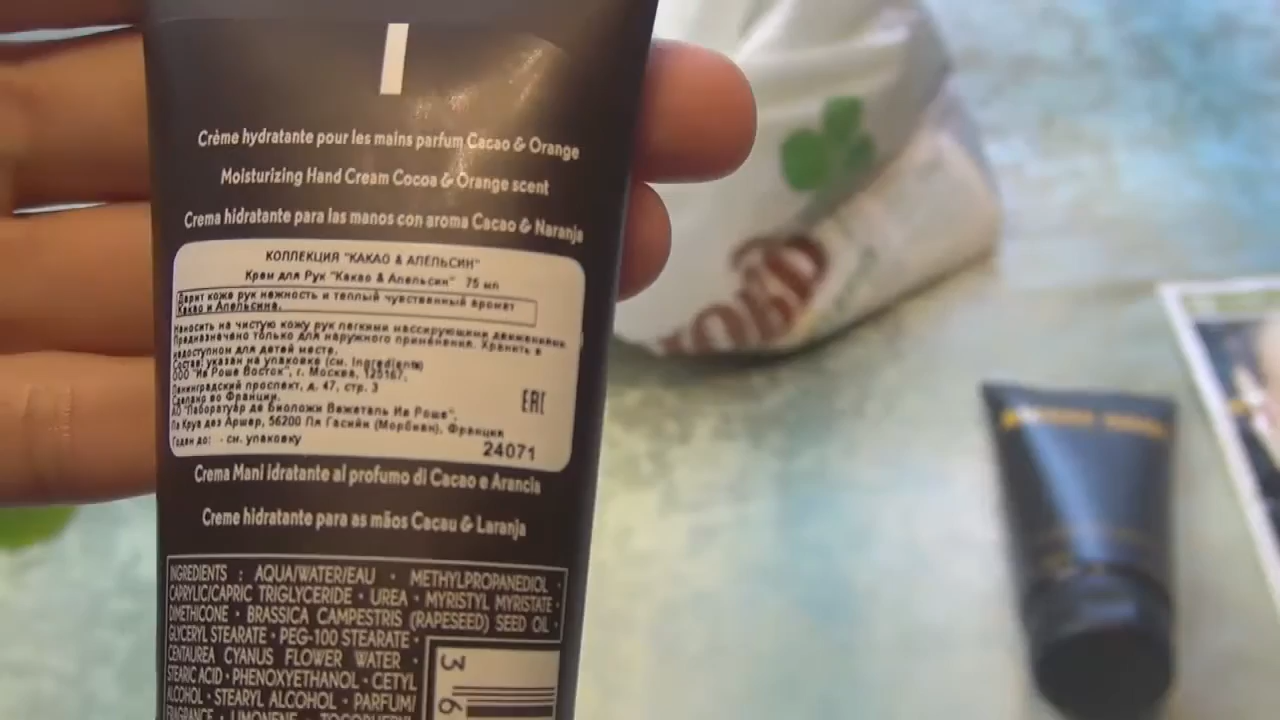 Crème hydratante pour les mains parfum Cacao & Orange
Moisturizing Hand Cream Cocoa & Orange scent
Crema hidratante para las manos con aroma Cacao & Naranja
КОЛЛЕКЦИЯ "КАКАО & АПЕЛЬСИН"
Крем для Рук "Какао & Апельсин" 75 мл
Дарит коже рук нежность и теплый чувственный аромат
Какао и Апельсина.
Наносить на чистую кожу рук легкими массирующими движениями.
Предназначено только для наружного применения. Хранить в
недоступном для детей месте.
Состав: указан на упаковке (см. Ingredients)
ООО "Ив Роше Восток", г. Москва, 125167,
Ленинградский проспект, д. 47, стр. 3
Сделано во Франции.
АО "Лаборатуар де Биоложи Вежеталь Ив Роше",
Ла Круа дез Аршер, 56200 Ля Гасийи (Морбиан), Франция
EAC
Годен до: - см. упаковку
24071
Crema Mani idratante al profumo di Cacao e Arancia
Creme hidratante para as mãos Cacau & Laranja
INGREDIENTS : AQUA/WATER/EAU • METHYLPROPANEDIOL •
CAPRYLIC/CAPRIC TRIGLYCERIDE • UREA • MYRISTYL MYRISTATE •
DIMETHICONE • BRASSICA CAMPESTRIS (RAPESEED) SEED OIL •
GLYCERYL STEARATE • PEG-100 STEARATE •
CENTAUREA CYANUS FLOWER WATER •
STEARIC ACID • PHENOXYETHANOL • CETYL
ALCOHOL • STEARYL ALCOHOL • PARFUM/
FRAGRANCE • LIMONENE •
3 6